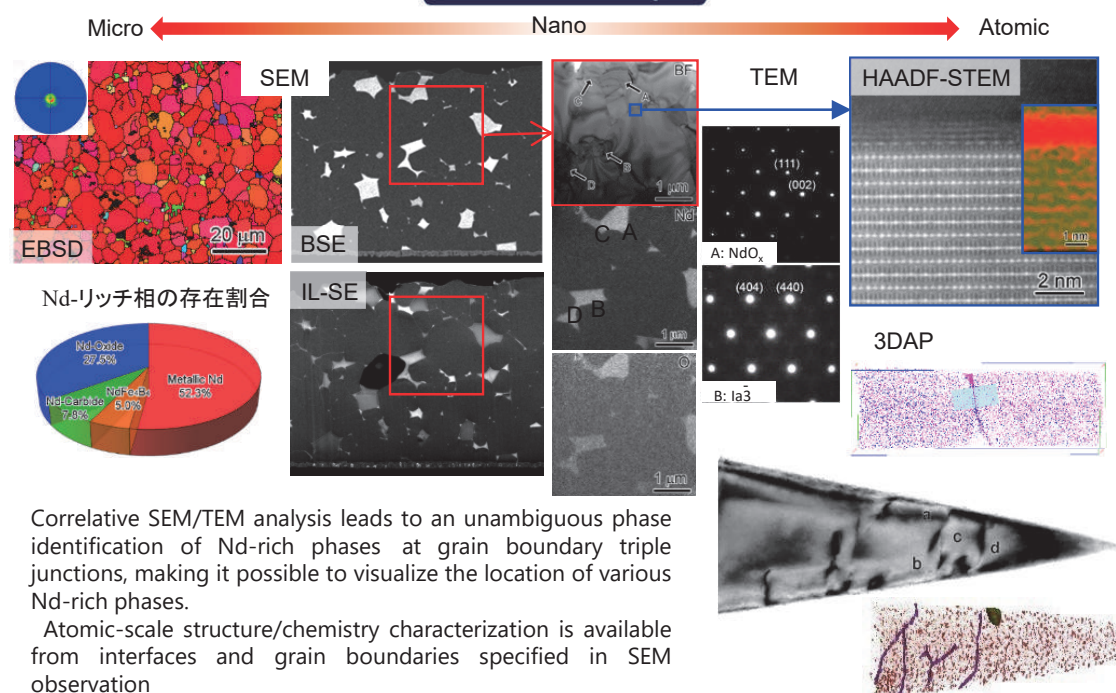 Micro
Nano
Atomic
SEM
TEM
HAADF-STEM
EBSD
20 μm
BSE
IL-SE
BF
C
A
B
D
1 μm
Nd
C A
D B
1 μm
O
1 μm
(111)
(002)
A: NdOₓ
(404) (440)
B: Ia3̄
1 nm
2 nm
3DAP
a
b
c
d
Nd-リッチ相の存在割合
Nd-Oxide
27.5%
Metallic Nd
52.3%
Nd-Carbide
7.8%
NdFe₄B₄
5.0%
Correlative SEM/TEM analysis leads to an unambiguous phase
identification of Nd-rich phases at grain boundary triple
junctions, making it possible to visualize the location of various
Nd-rich phases.
Atomic-scale structure/chemistry characterization is available
from interfaces and grain boundaries specified in SEM
observation